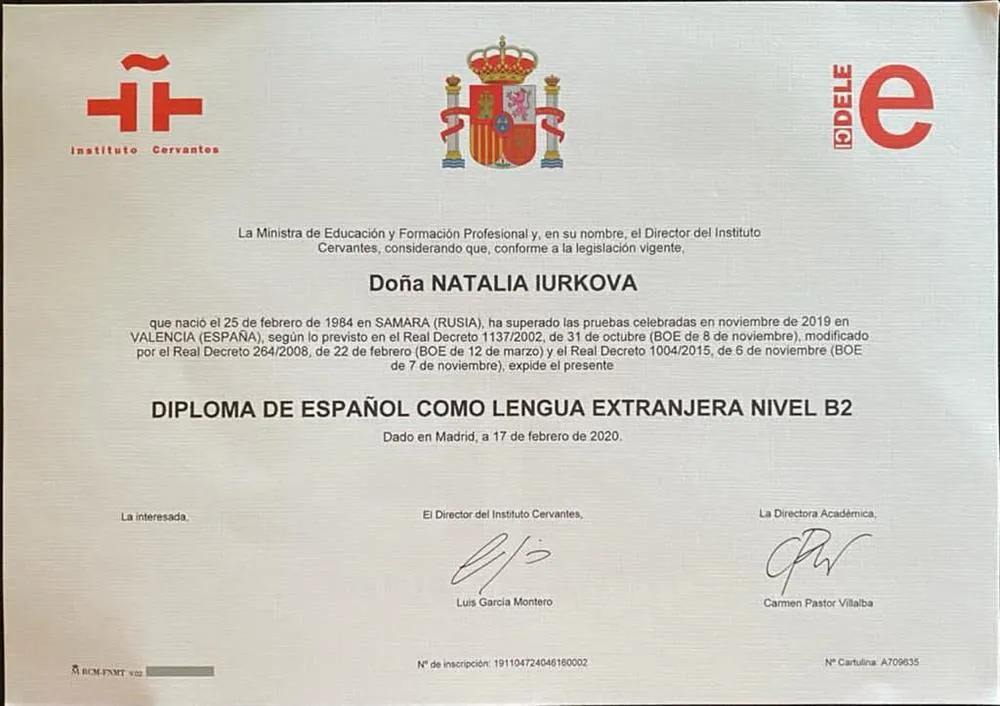 Instituto Cervantes
DELE
e
La Ministra de Educación y Formación Profesional y, en su nombre, el Director del Instituto
Cervantes, considerando que, conforme a la legislación vigente,
Doña NATALIA IURKOVA
que nació el 25 de febrero de 1984 en SAMARA (RUSIA), ha superado las pruebas celebradas en noviembre de 2019 en
VALENCIA (ESPAÑA), según lo previsto en el Real Decreto 1137/2002, de 31 de octubre (BOE de 8 de noviembre), modificado
por el Real Decreto 264/2008, de 22 de febrero (BOE de 12 de marzo) y el Real Decreto 1004/2015, de 6 de noviembre (BOE
de 7 de noviembre), expide el presente
DIPLOMA DE ESPAÑOL COMO LENGUA EXTRANJERA NIVEL B2
Dado en Madrid, a 17 de febrero de 2020.
La interesada,
El Director del Instituto Cervantes,
La Directora Académica,
Luis García Montero
Carmen Pastor Villalba
RCM-FNMT V.02
Nº de inscripción: 191104724046160002
Nº Cartulina: A709635